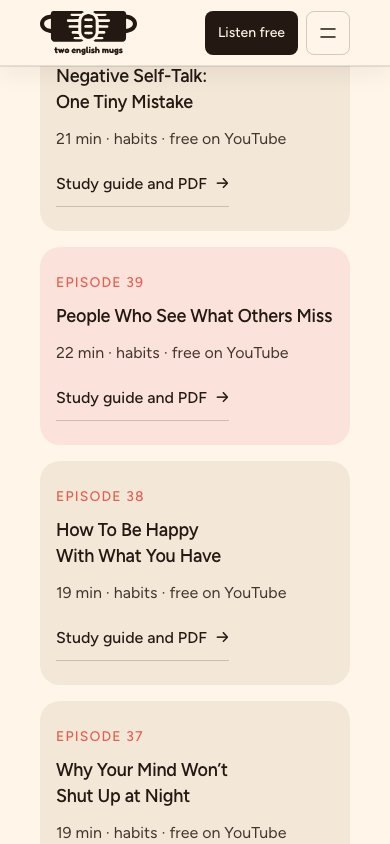 two english mugs
Listen free
Negative Self-Talk:
One Tiny Mistake
21 min · habits · free on YouTube
Study guide and PDF →
EPISODE 39
People Who See What Others Miss
22 min · habits · free on YouTube
Study guide and PDF →
EPISODE 38
How To Be Happy
With What You Have
19 min · habits · free on YouTube
Study guide and PDF →
EPISODE 37
Why Your Mind Won’t
Shut Up at Night
19 min · habits · free on YouTube